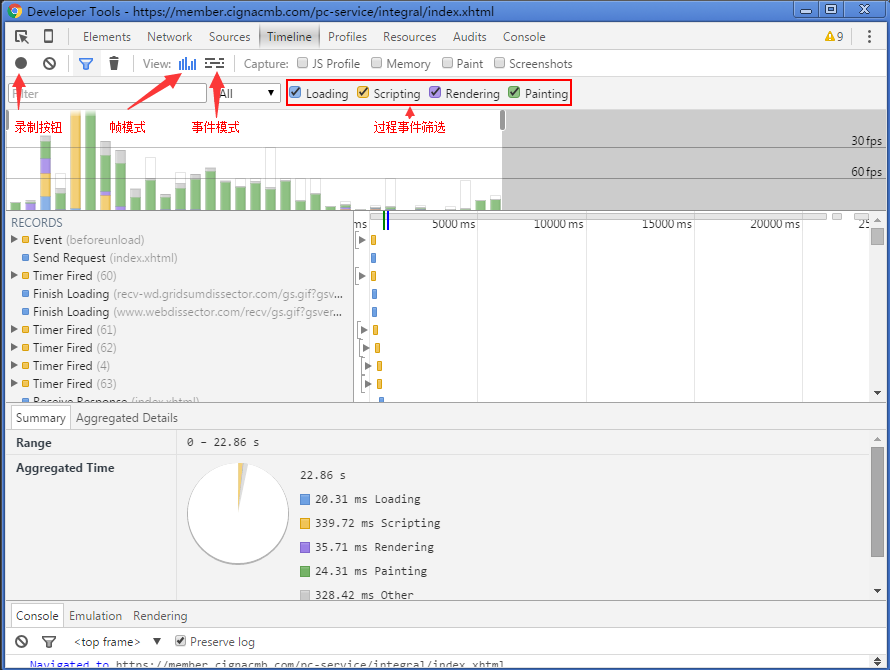 Developer Tools - https://member.cignacmb.com/pc-service/integral/index.xhtml
Elements Network Sources Timeline Profiles Resources Audits Console 9
View: Capture: JS Profile Memory Paint Screenshots
Filter All Loading Scripting Rendering Painting
录制按钮 帧模式 事件模式 过程事件筛选
30 fps
60 fps
RECORDS
ms 5000 ms 10000 ms 15000 ms 20000 ms 25
Event (beforeunload)
Send Request (index.xhtml)
Timer Fired (60)
Finish Loading (recv-wd.gridsumdissector.com/gs.gif?gsv...
Finish Loading (www.webdissector.com/recv/gs.gif?gsver...
Timer Fired (61)
Timer Fired (62)
Timer Fired (4)
Timer Fired (63)
Receive Response (index.xhtml)
Summary Aggregated Details
Range 0 – 22.86 s
Aggregated Time
22.86 s
20.31 ms Loading
339.72 ms Scripting
35.71 ms Rendering
24.31 ms Painting
328.42 ms Other
Console Emulation Rendering
<top frame> Preserve log
Navigated to https://member.cignacmb.com/pc-service/integral/index.xhtml